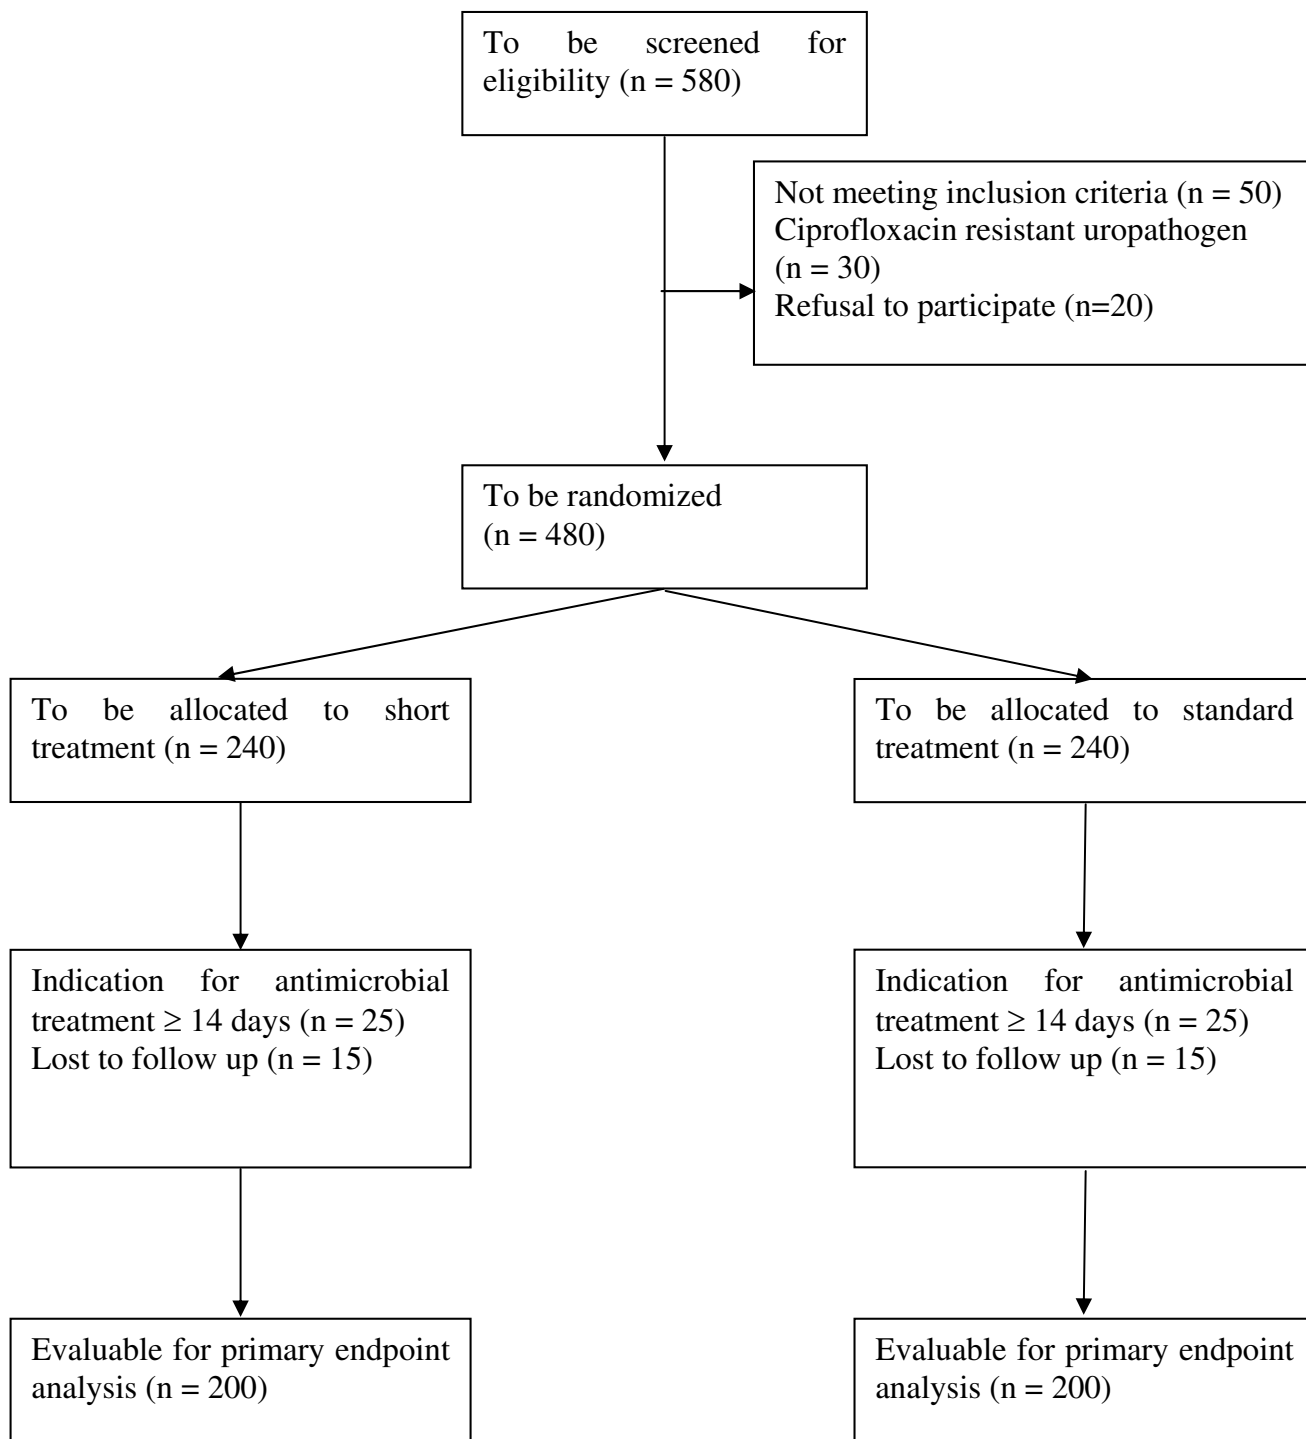 To be screened for
eligibility (n = 580)
Not meeting inclusion criteria (n = 50)
Ciprofloxacin resistant uropathogen
(n = 30)
Refusal to participate (n=20)
To be randomized
(n = 480)
To be allocated to short
treatment (n = 240)
To be allocated to standard
treatment (n = 240)
Indication for antimicrobial
treatment ≥ 14 days (n = 25)
Lost to follow up (n = 15)
Indication for antimicrobial
treatment ≥ 14 days (n = 25)
Lost to follow up (n = 15)
Evaluable for primary endpoint
analysis (n = 200)
Evaluable for primary endpoint
analysis (n = 200)